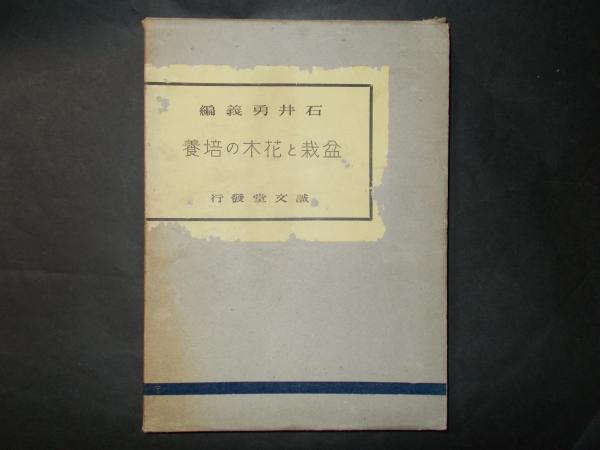 石井勇義編
盆栽と花木の培養
誠文堂發行